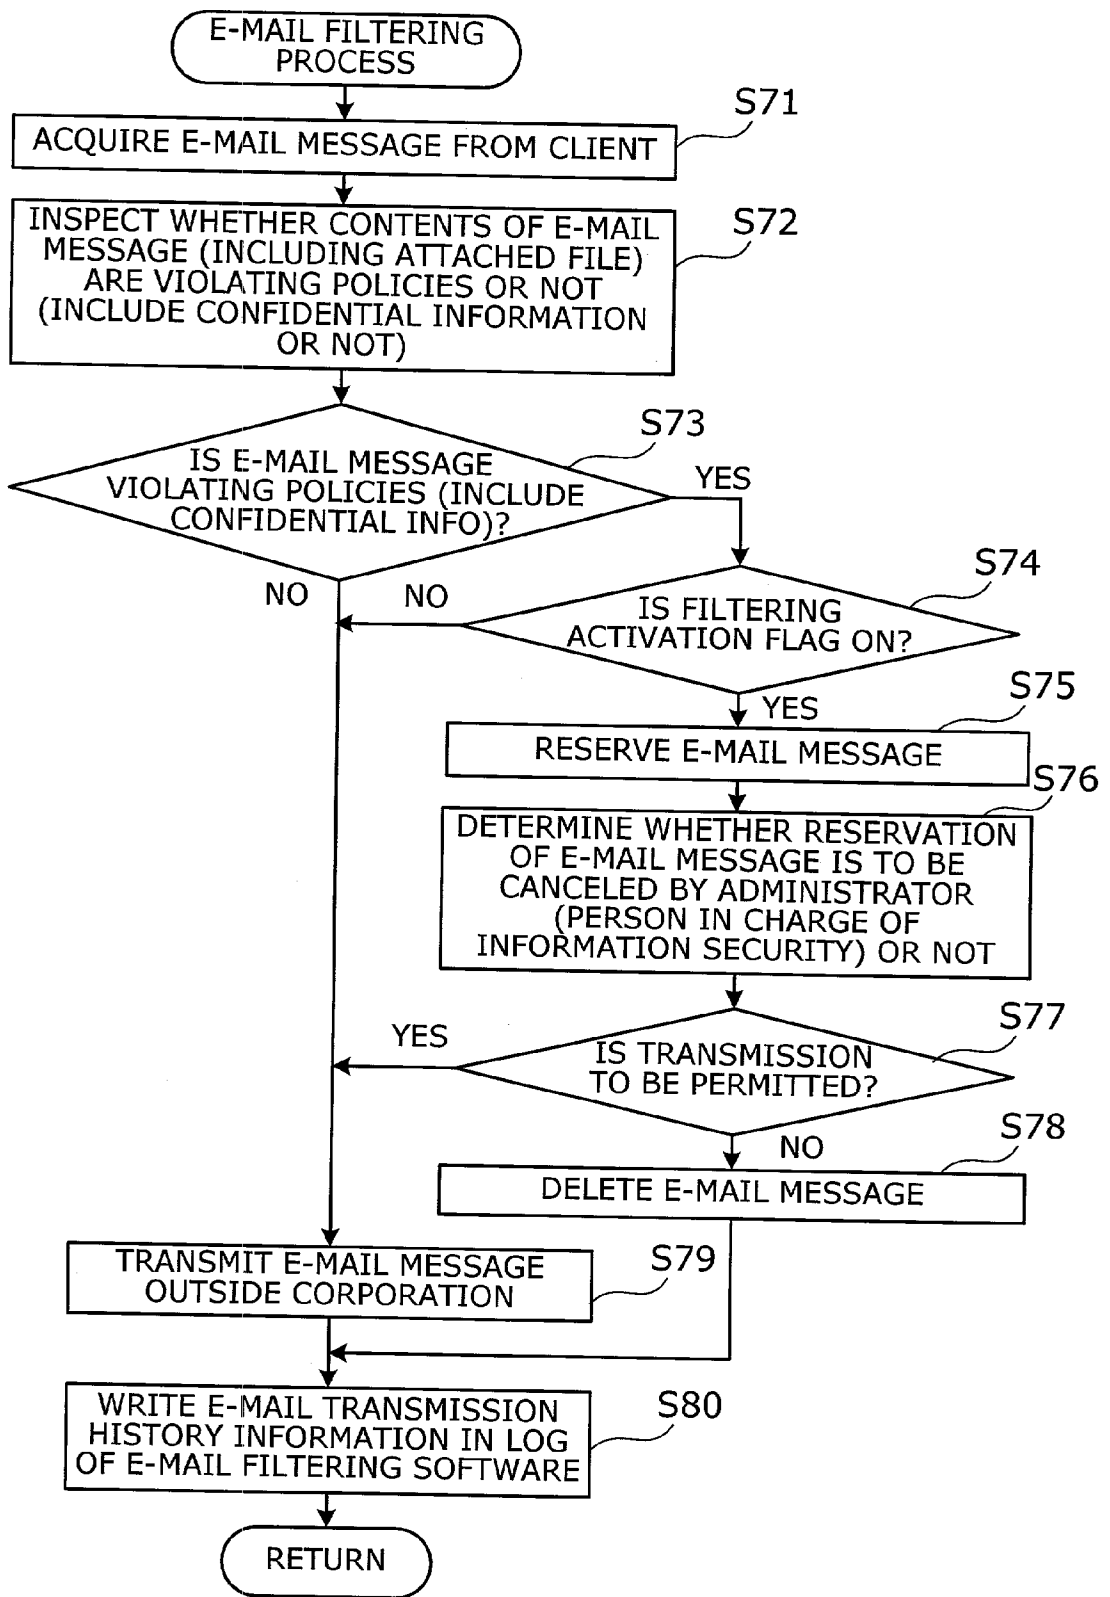 E-MAIL FILTERING
PROCESS
S71
ACQUIRE E-MAIL MESSAGE FROM CLIENT
S72
INSPECT WHETHER CONTENTS OF E-MAIL
MESSAGE (INCLUDING ATTACHED FILE)
ARE VIOLATING POLICIES OR NOT
(INCLUDE CONFIDENTIAL INFORMATION
OR NOT)
S73
IS E-MAIL MESSAGE
VIOLATING POLICIES (INCLUDE
CONFIDENTIAL INFO)?
YES
NO
S74
IS FILTERING
ACTIVATION FLAG ON?
NO
YES
S75
RESERVE E-MAIL MESSAGE
S76
DETERMINE WHETHER RESERVATION
OF E-MAIL MESSAGE IS TO BE
CANCELED BY ADMINISTRATOR
(PERSON IN CHARGE OF
INFORMATION SECURITY) OR NOT
S77
IS TRANSMISSION
TO BE PERMITTED?
YES
NO
S78
DELETE E-MAIL MESSAGE
S79
TRANSMIT E-MAIL MESSAGE
OUTSIDE CORPORATION
S80
WRITE E-MAIL TRANSMISSION
HISTORY INFORMATION IN LOG
OF E-MAIL FILTERING SOFTWARE
RETURN